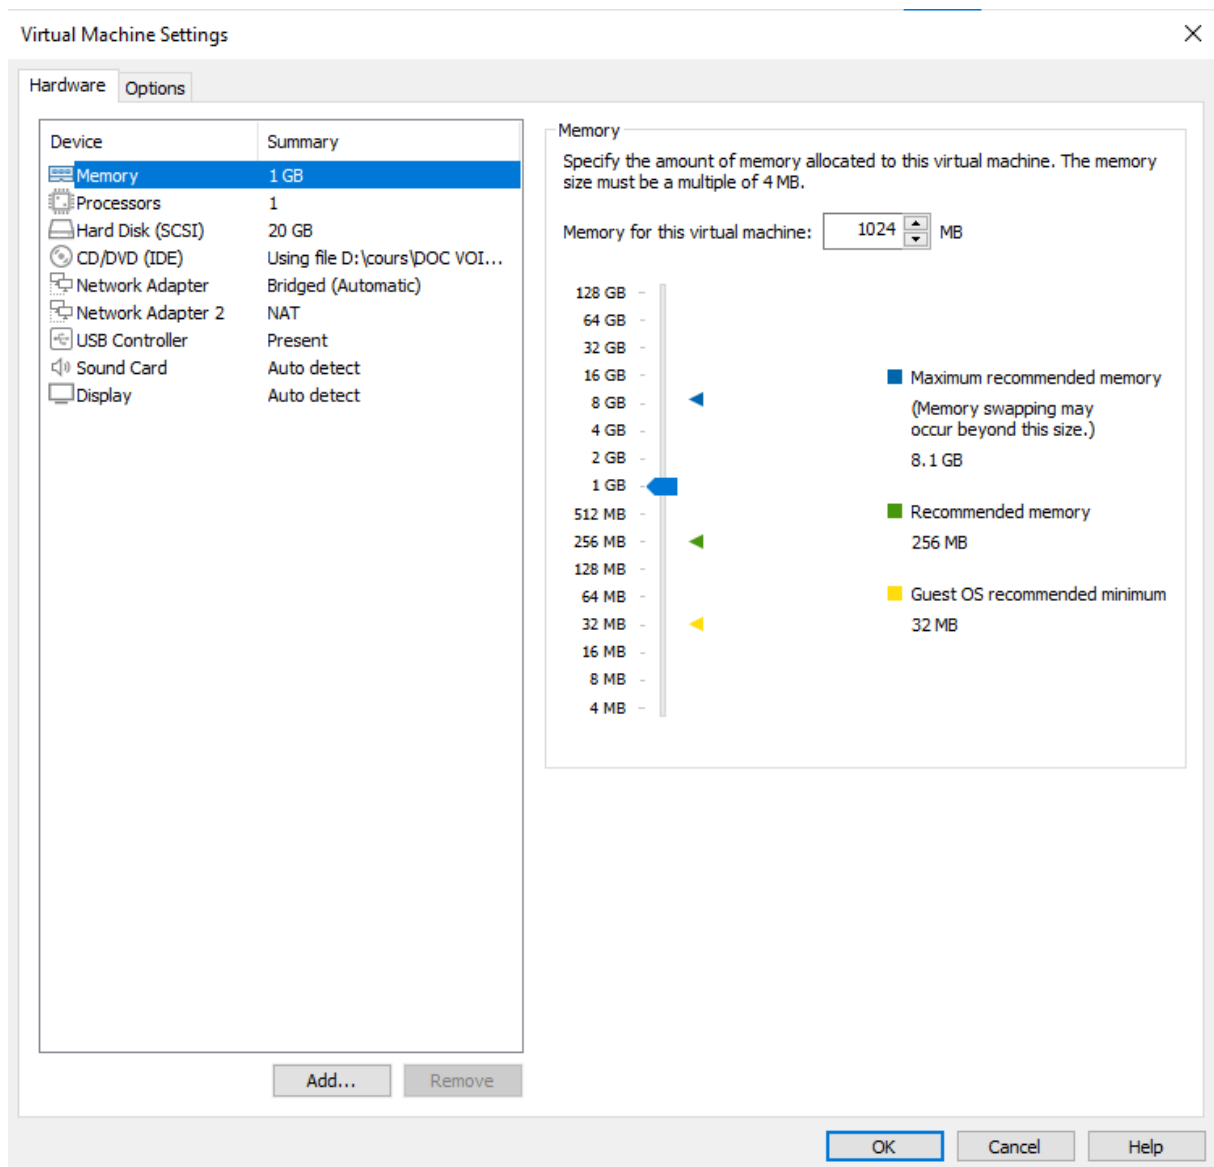 Virtual Machine Settings
Hardware Options
Device Summary
Memory 1 GB
Processors 1
Hard Disk (SCSI) 20 GB
CD/DVD (IDE) Using file D:\cours\DOC VOI...
Network Adapter Bridged (Automatic)
Network Adapter 2 NAT
USB Controller Present
Sound Card Auto detect
Display Auto detect
Add... Remove
Memory
Specify the amount of memory allocated to this virtual machine. The memory
size must be a multiple of 4 MB.
Memory for this virtual machine: 1024 MB
128 GB
64 GB
32 GB
16 GB
8 GB
4 GB
2 GB
1 GB
512 MB
256 MB
128 MB
64 MB
32 MB
16 MB
8 MB
4 MB
Maximum recommended memory
(Memory swapping may
occur beyond this size.)
8.1 GB
Recommended memory
256 MB
Guest OS recommended minimum
32 MB
OK Cancel Help